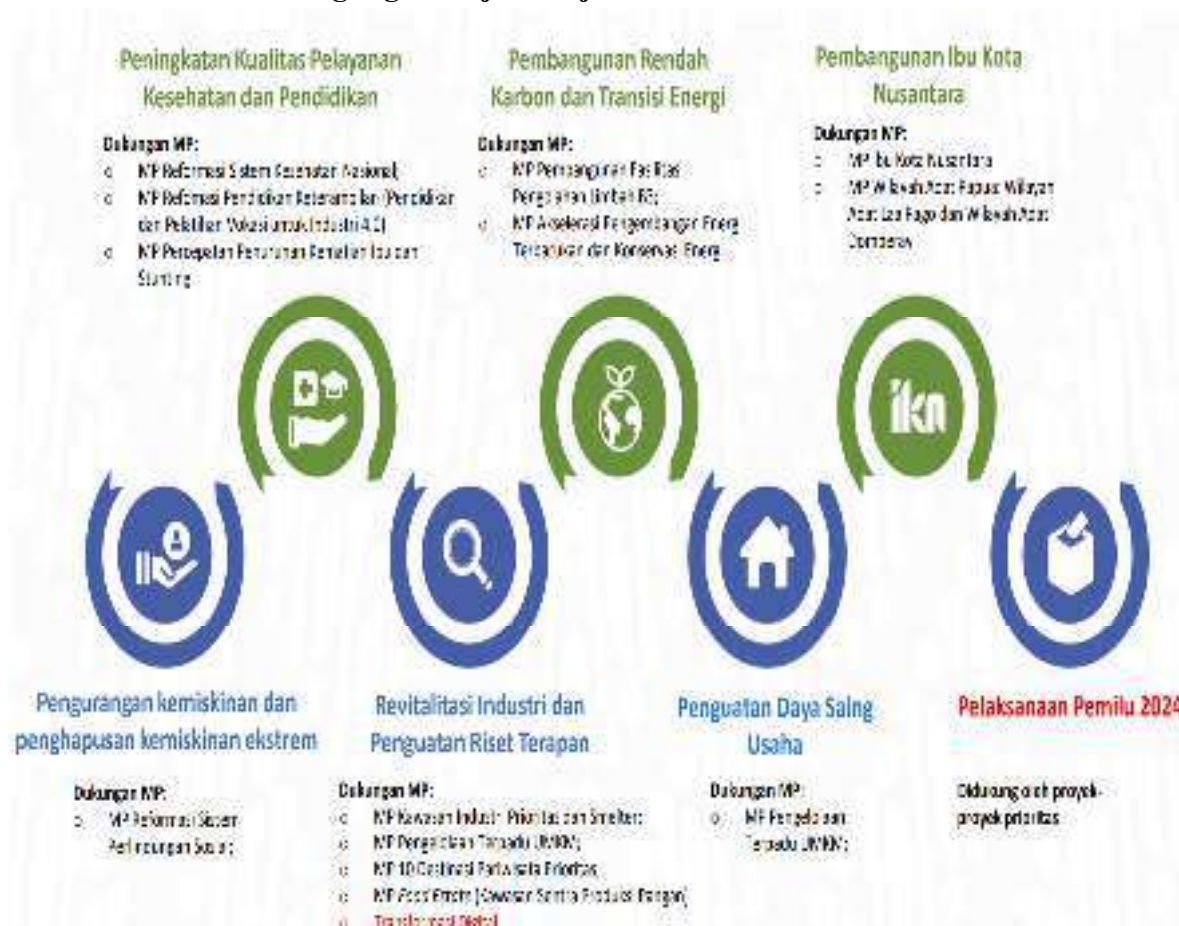 Peningkatan Kualitas Pelayanan
Kesehatan dan Pendidikan
Dukungan MP:
MP Reformasi Sistem Kesehatan Nasional;
MP Reformasi Pendidikan Keterampilan (Pendidikan
dan Pelatihan Vokasi untuk Industri 4.0)
MP Percepatan Penurunan Kematian Ibu dan
Stunting
Pembangunan Rendah
Karbon dan Transisi Energi
Dukungan MP:
MP Pembangunan Fasilitas
Pengolahan Limbah B3;
MP Akselerasi Pengembangan Energi
Terbarukan dan Konservasi Energi
Pembangunan Ibu Kota
Nusantara
Dukungan MP:
MP Ibu Kota Nusantara
MP Wilayah Adat Papua: Wilayah
Adat Laa Pago dan Wilayah Adat
Domberay
ikn
Pengurangan kemiskinan dan
penghapusan kemiskinan ekstrem
Dukungan MP:
MP Reformasi Sistem
Perlindungan Sosial;
Revitalitasi Industri dan
Penguatan Riset Terapan
Dukungan MP:
MP Kawasan Industri Prioritas dan Smelter;
MP Pengelolaan Terpadu UMKM;
MP 10 Destinasi Pariwisata Prioritas
MP Food Estate (Kawasan Sentra Produksi Pangan)
Transformasi Digital
Penguatan Daya Saing
Usaha
Dukungan MP:
MP Pengelolaan
Terpadu UMKM;
Pelaksanaan Pemilu 2024
Didukung oleh proyek-
proyek prioritas